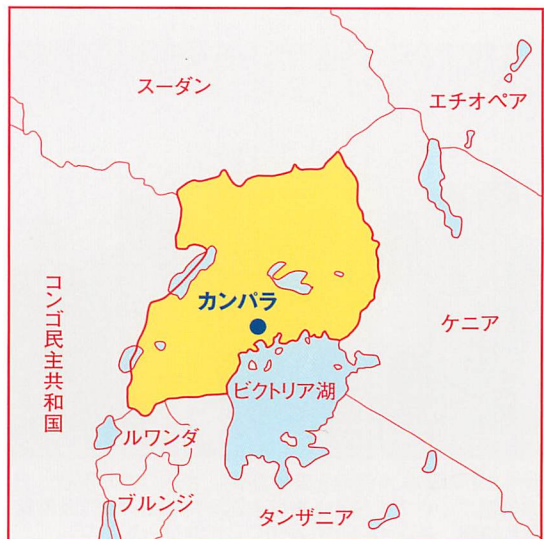 スーダン
エチオペア
コンゴ民主共和国
カンパラ
ケニア
ビクトリア湖
ルワンダ
ブルンジ
タンザニア